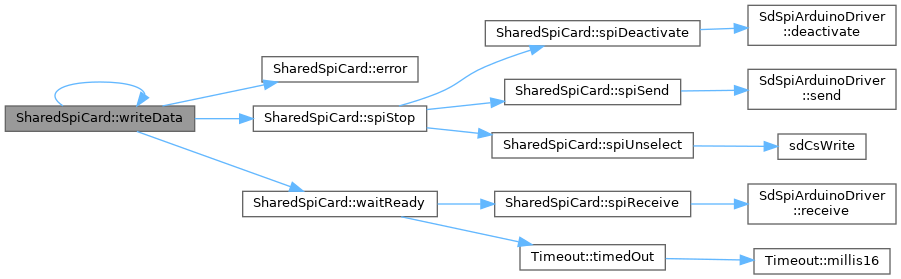 SharedSpiCard::writeData
SharedSpiCard::error
SharedSpiCard::spiStop
SharedSpiCard::waitReady
SharedSpiCard::spiDeactivate
SharedSpiCard::spiSend
SharedSpiCard::spiUnselect
SharedSpiCard::spiReceive
Timeout::timedOut
SdSpiArduinoDriver
::deactivate
SdSpiArduinoDriver
::send
sdCsWrite
SdSpiArduinoDriver
::receive
Timeout::millis16